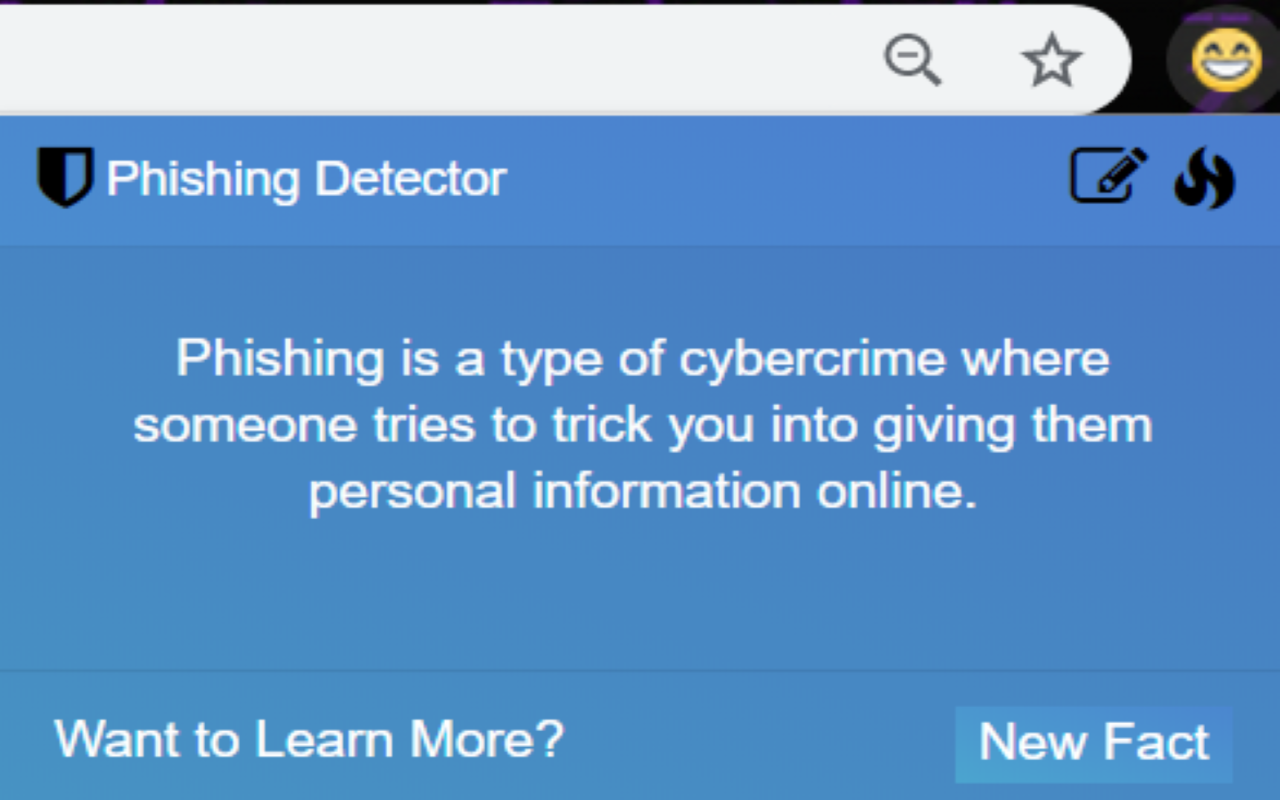 Phishing Detector
Phishing is a type of cybercrime where
someone tries to trick you into giving them
personal information online.
Want to Learn More?
New Fact